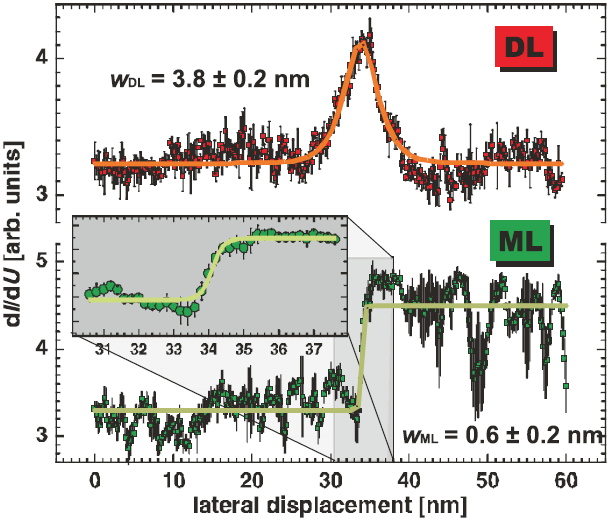 4
3
DL
wDL = 3.8 ± 0.2 nm
dI/dU [arb. units]
ML
5
4
3
31 32 33 34 35 36 37
wML = 0.6 ± 0.2 nm
0 10 20 30 40 50 60
lateral displacement [nm]